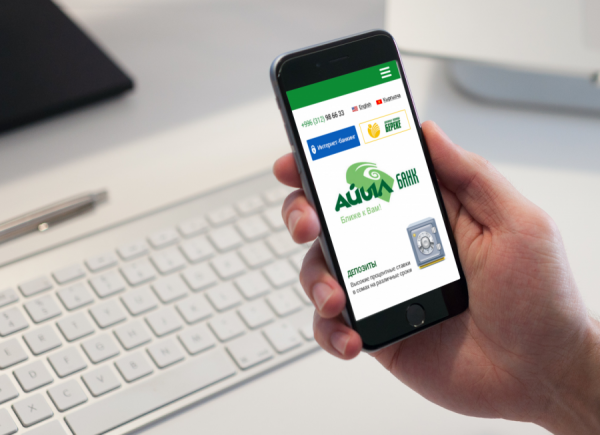 +996 (312) 98 66 33
English
Кыргызча
Интернет-банкинг
БЕРЕКЕ
АЙЫЛ БАНК
Ближе к Вам!
ДЕПОЗИТЫ
Высокие процентные ставки
в сомах на различные сроки